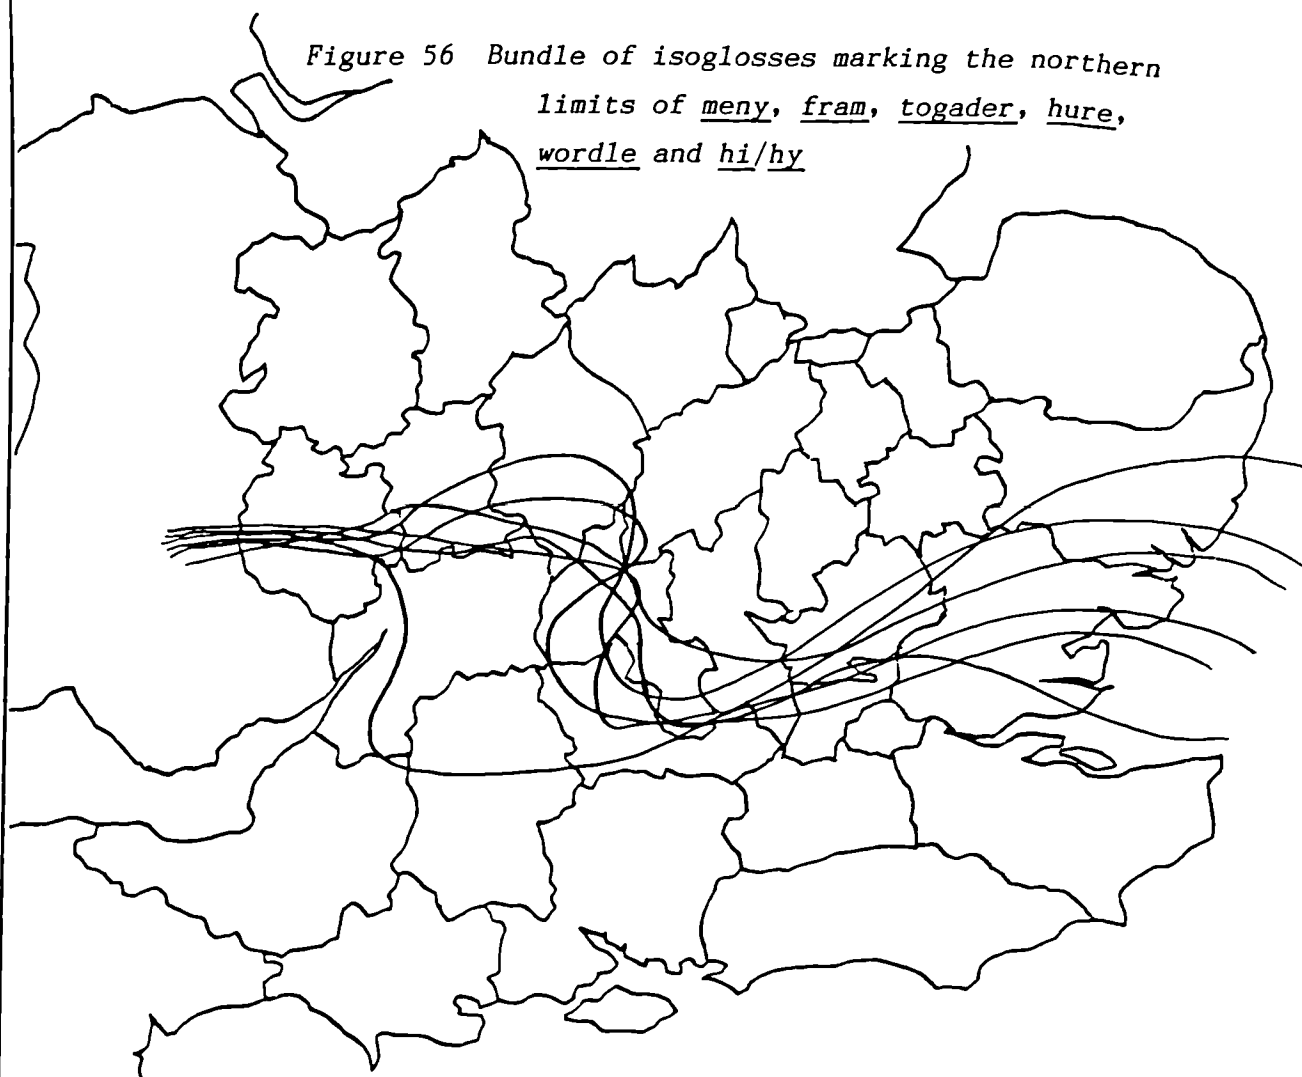 Figure 56 Bundle of isoglosses marking the northern
limits of meny, fram, togader, hure,
wordle and hi/hy